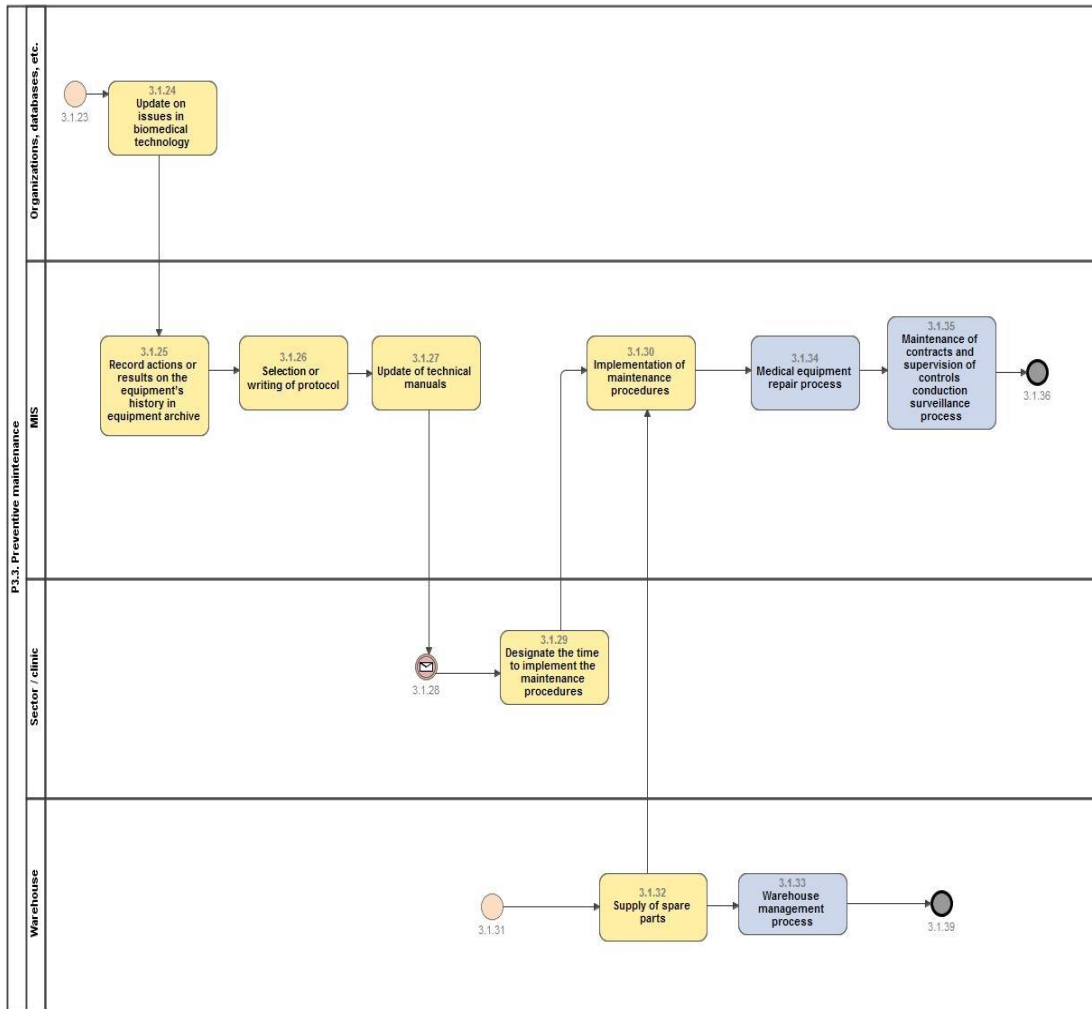 P3.3. Preventive maintenance
Organizations, databases, etc.
3.1.23
3.1.24
Update on
issues in
biomedical
technology
MIS
3.1.25
Record actions or
results on the
equipment's
history in
equipment archive
3.1.26
Selection or
writing of protocol
3.1.27
Update of technical
manuals
3.1.30
Implementation of
maintenance
procedures
3.1.34
Medical equipment
repair process
3.1.35
Maintenance of
contracts and
supervision of
controls
conduction
surveillance
process
3.1.36
Sector / clinic
3.1.28
3.1.29
Designate the time
to implement the
maintenance
procedures
Warehouse
3.1.31
3.1.32
Supply of spare
parts
3.1.33
Warehouse
management
process
3.1.39